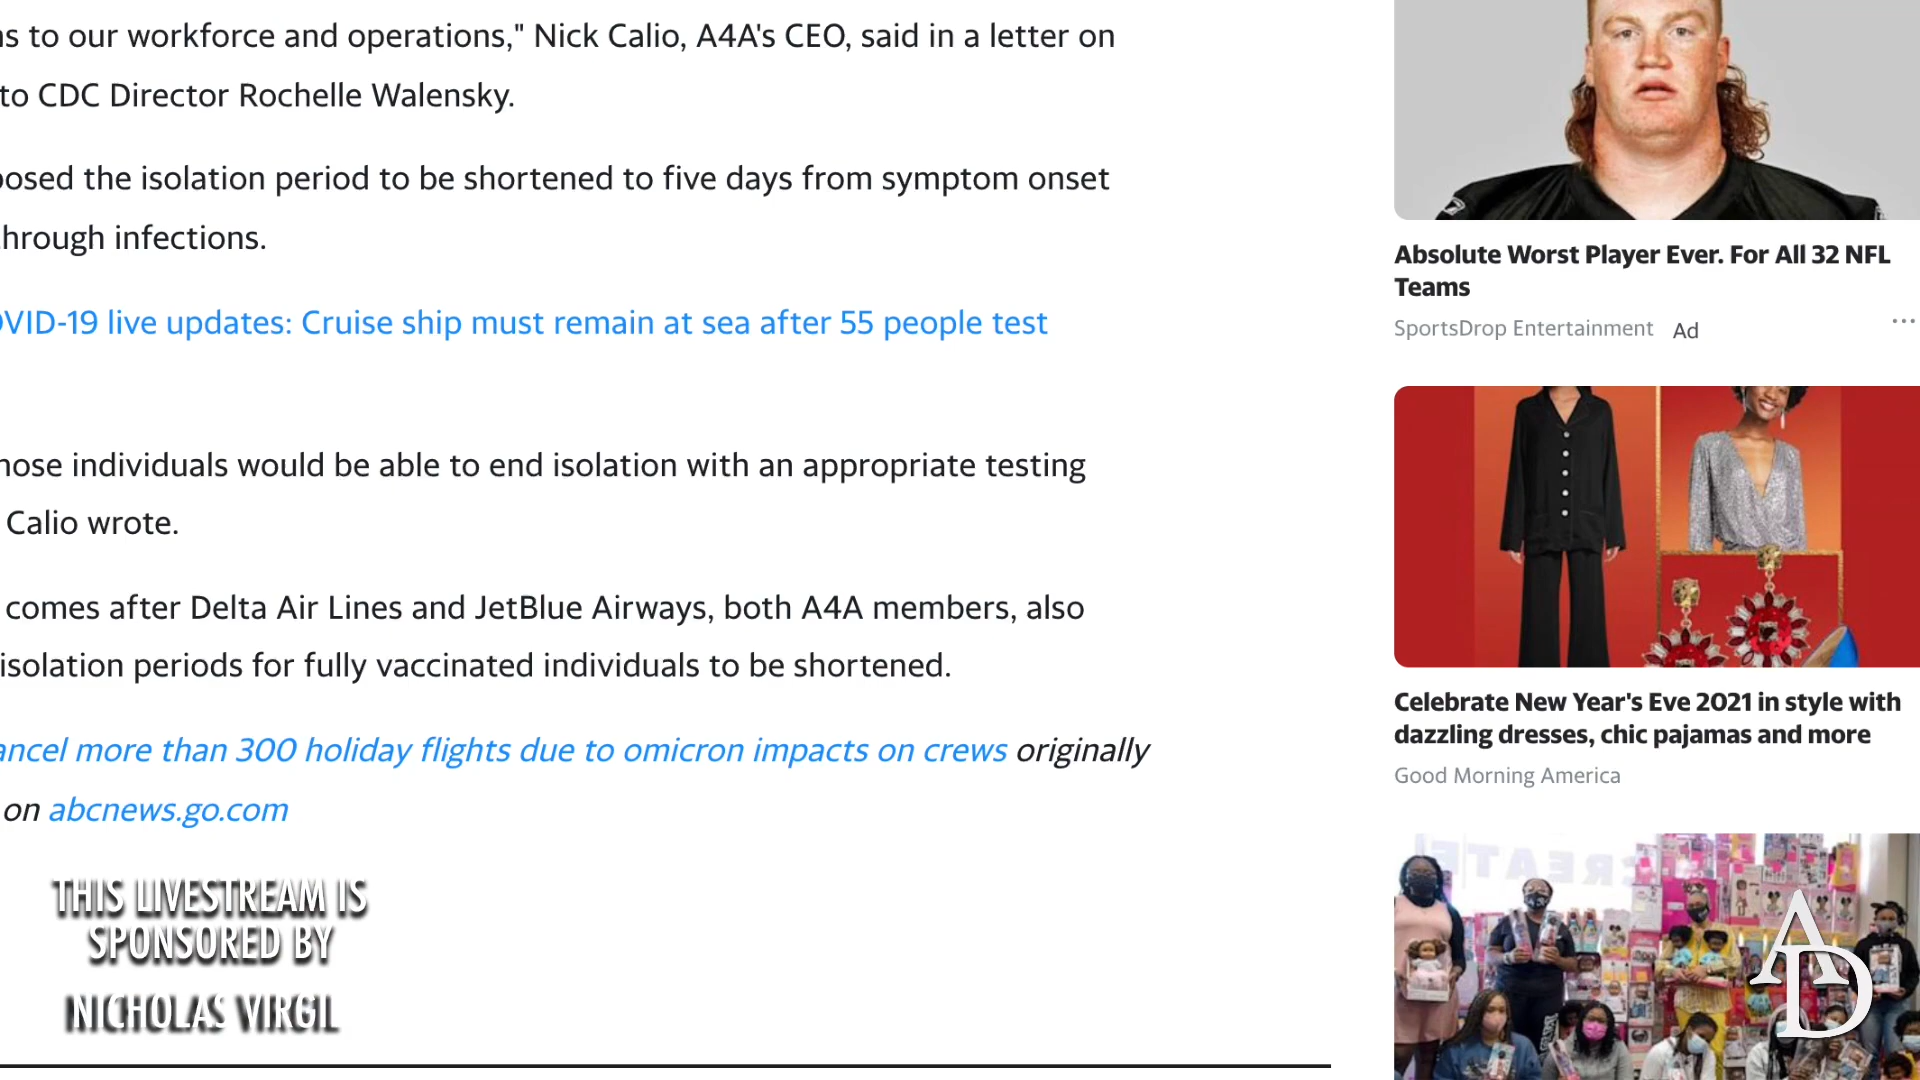 ns to our workforce and operations," Nick Calio, A4A's CEO, said in a letter on
to CDC Director Rochelle Walensky.
posed the isolation period to be shortened to five days from symptom onset
through infections.
OVID-19 live updates: Cruise ship must remain at sea after 55 people test
hose individuals would be able to end isolation with an appropriate testing
Calio wrote.
comes after Delta Air Lines and JetBlue Airways, both A4A members, also
isolation periods for fully vaccinated individuals to be shortened.
ancel more than 300 holiday flights due to omicron impacts on crews originally
on abcnews.go.com
THIS LIVESTREAM IS
SPONSORED BY
NICHOLAS VIRGIL
Absolute Worst Player Ever. For All 32 NFL
Teams
SportsDrop Entertainment Ad
Celebrate New Year's Eve 2021 in style with
dazzling dresses, chic pajamas and more
Good Morning America
CREATE
AD